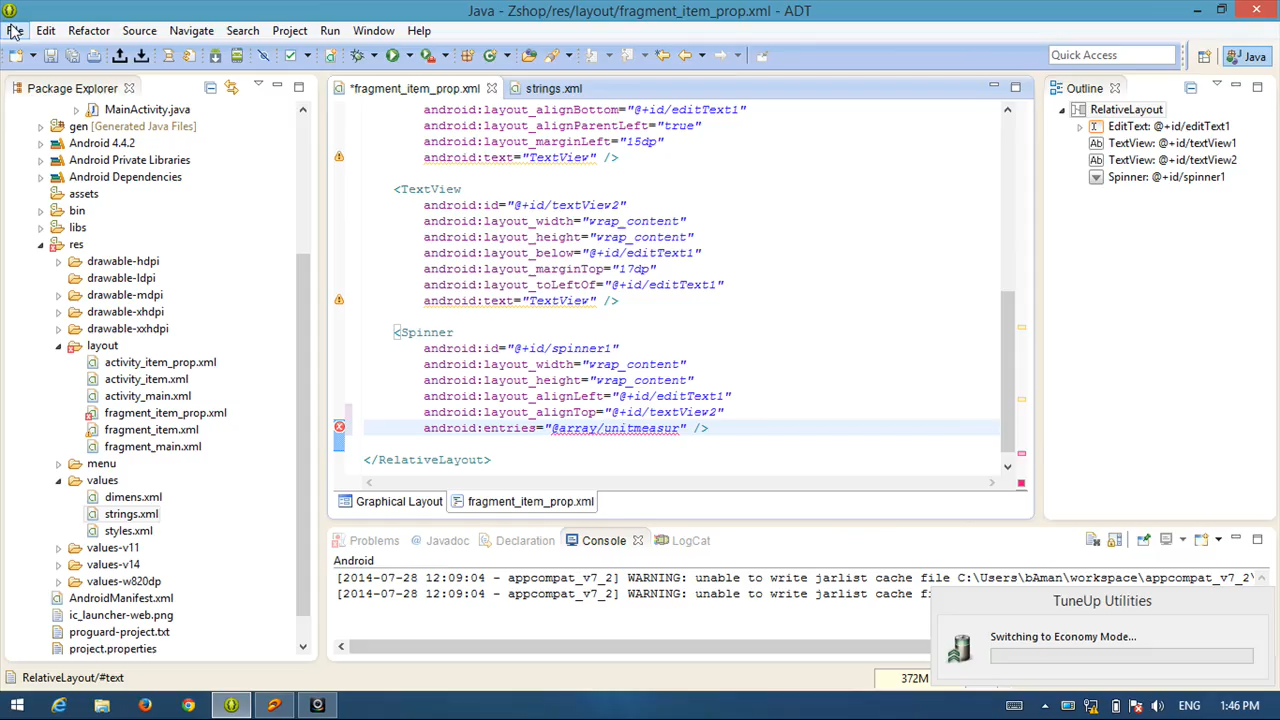 Java - Zshop/res/layout/fragment_item_prop.xml - ADT
File Edit Refactor Source Navigate Search Project Run Window Help
Quick Access
Java
Package Explorer
MainActivity.java
gen [Generated Java Files]
Android 4.4.2
Android Private Libraries
Android Dependencies
assets
bin
libs
res
drawable-hdpi
drawable-ldpi
drawable-mdpi
drawable-xhdpi
drawable-xxhdpi
layout
activity_item_prop.xml
activity_item.xml
activity_main.xml
fragment_item_prop.xml
fragment_item.xml
fragment_main.xml
menu
values
dimens.xml
strings.xml
styles.xml
values-v11
values-v14
values-w820dp
AndroidManifest.xml
ic_launcher-web.png
proguard-project.txt
project.properties
*fragment_item_prop.xml
strings.xml
android:layout_alignBottom="@+id/editText1"
android:layout_alignParentLeft="true"
android:layout_marginLeft="15dp"
android:text="TextView" />
<TextView
android:id="@+id/textView2"
android:layout_width="wrap_content"
android:layout_height="wrap_content"
android:layout_below="@+id/editText1"
android:layout_marginTop="17dp"
android:layout_toLeftOf="@+id/editText1"
android:text="TextView" />
<Spinner
android:id="@+id/spinner1"
android:layout_width="wrap_content"
android:layout_height="wrap_content"
android:layout_alignLeft="@+id/editText1"
android:layout_alignTop="@+id/textView2"
android:entries="@array/unitmeasur" />
</RelativeLayout>
Graphical Layout
fragment_item_prop.xml
Outline
RelativeLayout
EditText: @+id/editText1
TextView: @+id/textView1
TextView: @+id/textView2
Spinner: @+id/spinner1
Problems
@ Javadoc
Declaration
Console
LogCat
Android
[2014-07-28 12:09:04 - appcompat_v7_2] WARNING: unable to write jarlist cache file C:\Users\bAman\workspace\appcompat_v7_2\
[2014-07-28 12:09:04 - appcompat_v7_2] WARNING: unable to write jarlist cache fi
TuneUp Utilities
Switching to Economy Mode...
RelativeLayout/#text
372M
ENG
1:46 PM